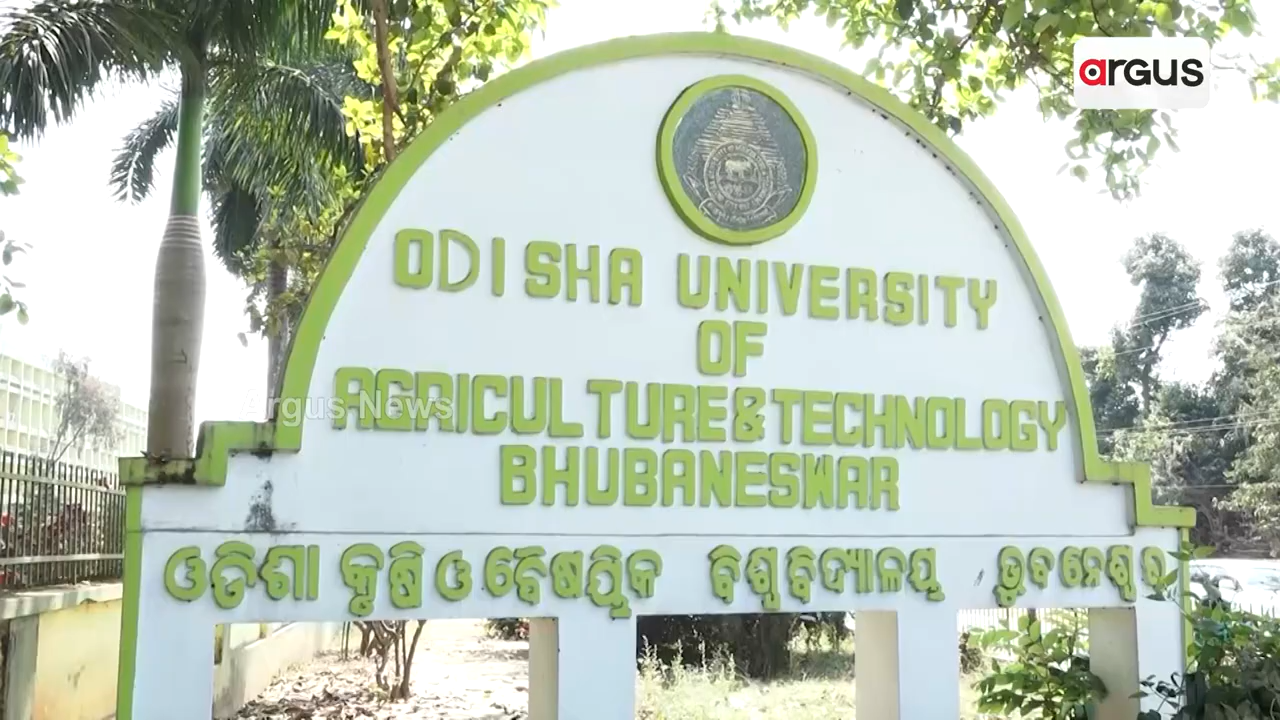 argus
ODISHA UNIVERSITY
OF
AGRICULTURE & TECHNOLOGY
Argus News
BHUBANESWAR
ଓଡିଶା କୃଷି ଓ ବୈଷୟିକ ବିଶ୍ୱବିଦ୍ୟାଳୟ ଭୁବନେଶ୍ୱର